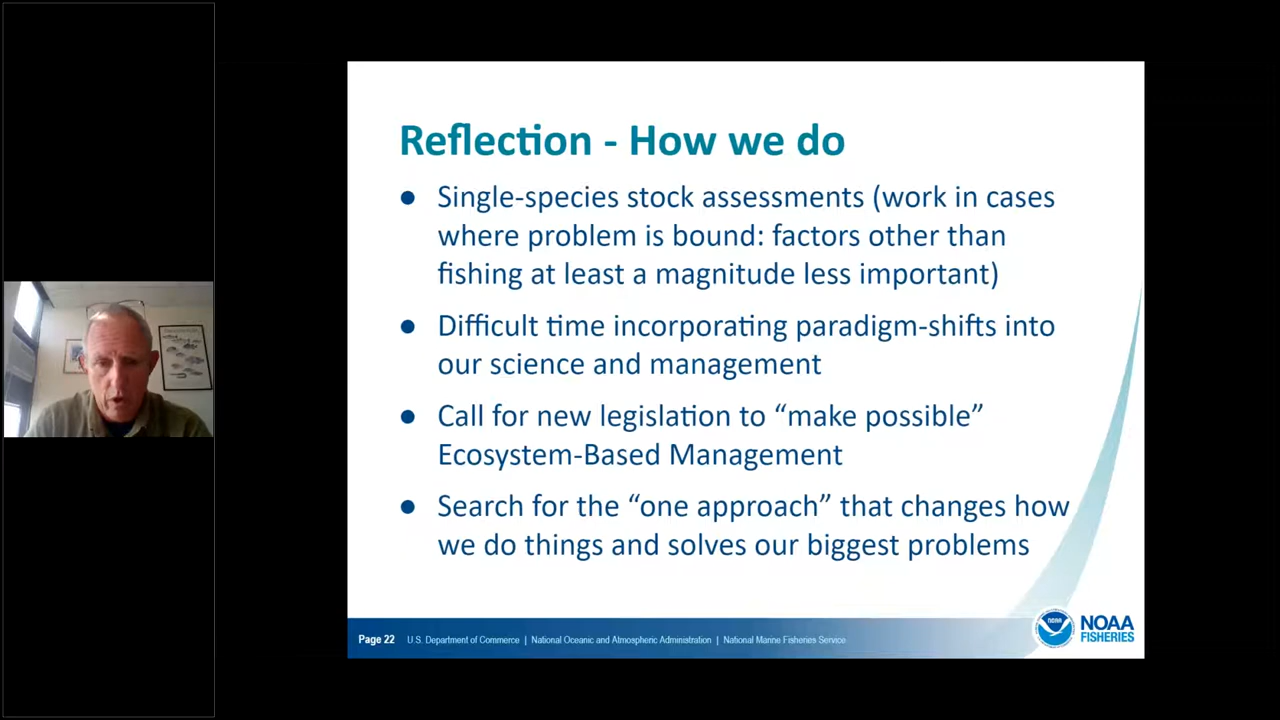 Reflection - How we do
● Single-species stock assessments (work in cases
where problem is bound: factors other than
fishing at least a magnitude less important)
● Difficult time incorporating paradigm-shifts into
our science and management
● Call for new legislation to “make possible”
Ecosystem-Based Management
● Search for the “one approach” that changes how
we do things and solves our biggest problems
Page 22 U.S. Department of Commerce | National Oceanic and Atmospheric Administration | National Marine Fisheries Service
NOAA
NOAA
FISHERIES